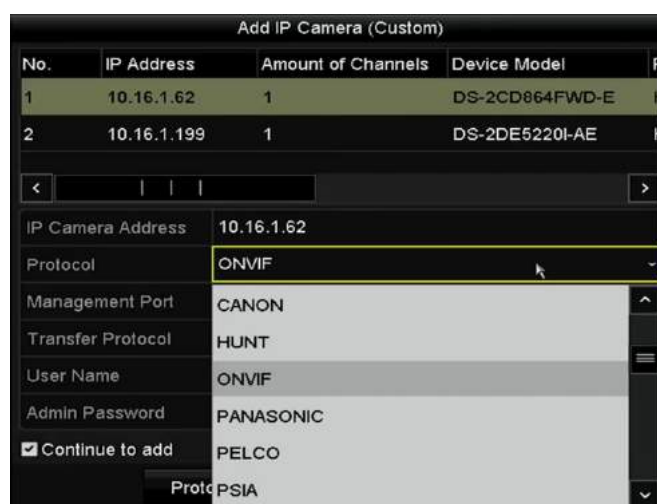 Add IP Camera (Custom)
No. IP Address Amount of Channels Device Model
1 10.16.1.62 1 DS-2CD864FWD-E
2 10.16.1.199 1 DS-2DE5220I-AE
IP Camera Address 10.16.1.62
Protocol ONVIF
Management Port CANON
Transfer Protocol HUNT
User Name ONVIF
Admin Password PANASONIC
Continue to add PELCO
PSIA